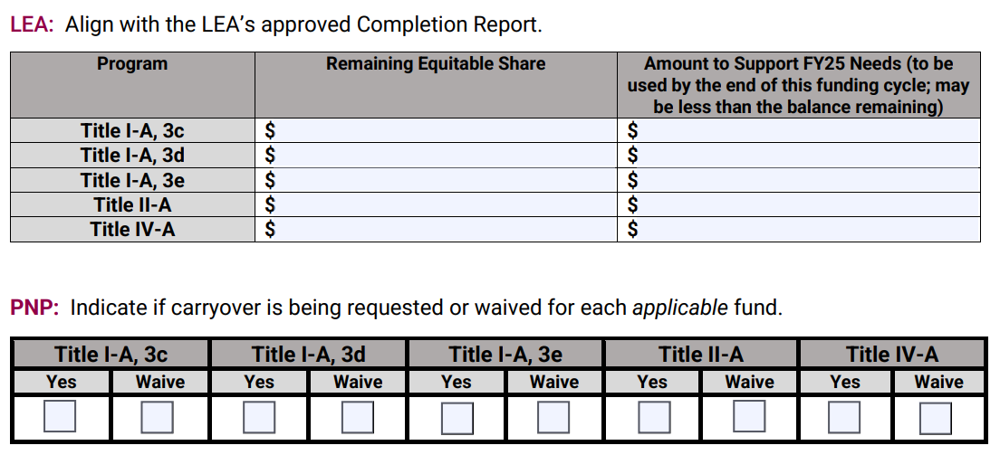 LEA: Align with the LEA’s approved Completion Report.
Program Remaining Equitable Share Amount to Support FY25 Needs (to be
used by the end of this funding cycle; may
be less than the balance remaining)
Title I-A, 3c $ $
Title I-A, 3d $ $
Title I-A, 3e $ $
Title II-A $ $
Title IV-A $ $
PNP: Indicate if carryover is being requested or waived for each applicable fund.
Title I-A, 3c Title I-A, 3d Title I-A, 3e Title II-A Title IV-A
Yes Waive Yes Waive Yes Waive Yes Waive Yes Waive